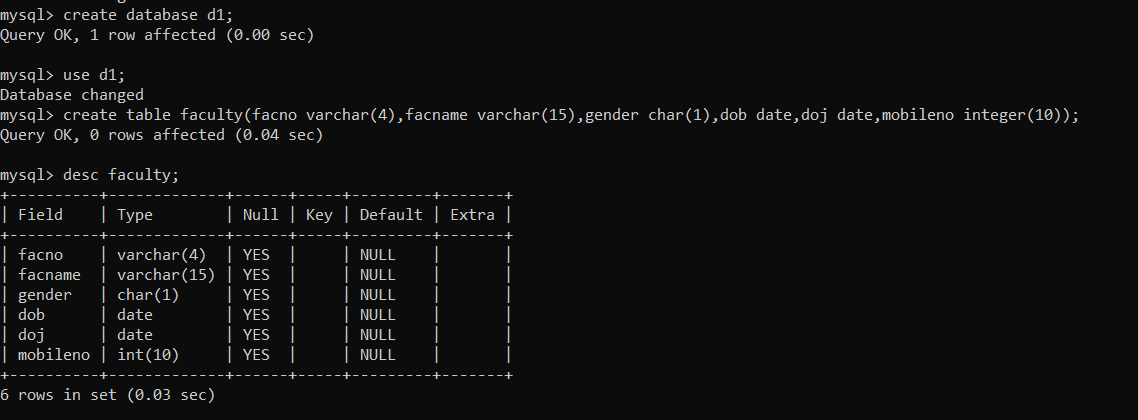 mysql> create database d1;
Query OK, 1 row affected (0.00 sec)
mysql> use d1;
Database changed
mysql> create table faculty(facno varchar(4),facname varchar(15),gender char(1),dob date,doj date,mobileno integer(10));
Query OK, 0 rows affected (0.04 sec)
mysql> desc faculty;
+----------+-------------+------+-----+---------+-------+
| Field    | Type        | Null | Key | Default | Extra |
+----------+-------------+------+-----+---------+-------+
| facno    | varchar(4)  | YES  |     | NULL    |       |
| facname  | varchar(15) | YES  |     | NULL    |       |
| gender   | char(1)     | YES  |     | NULL    |       |
| dob      | date        | YES  |     | NULL    |       |
| doj      | date        | YES  |     | NULL    |       |
| mobileno | int(10)     | YES  |     | NULL    |       |
+----------+-------------+------+-----+---------+-------+
6 rows in set (0.03 sec)